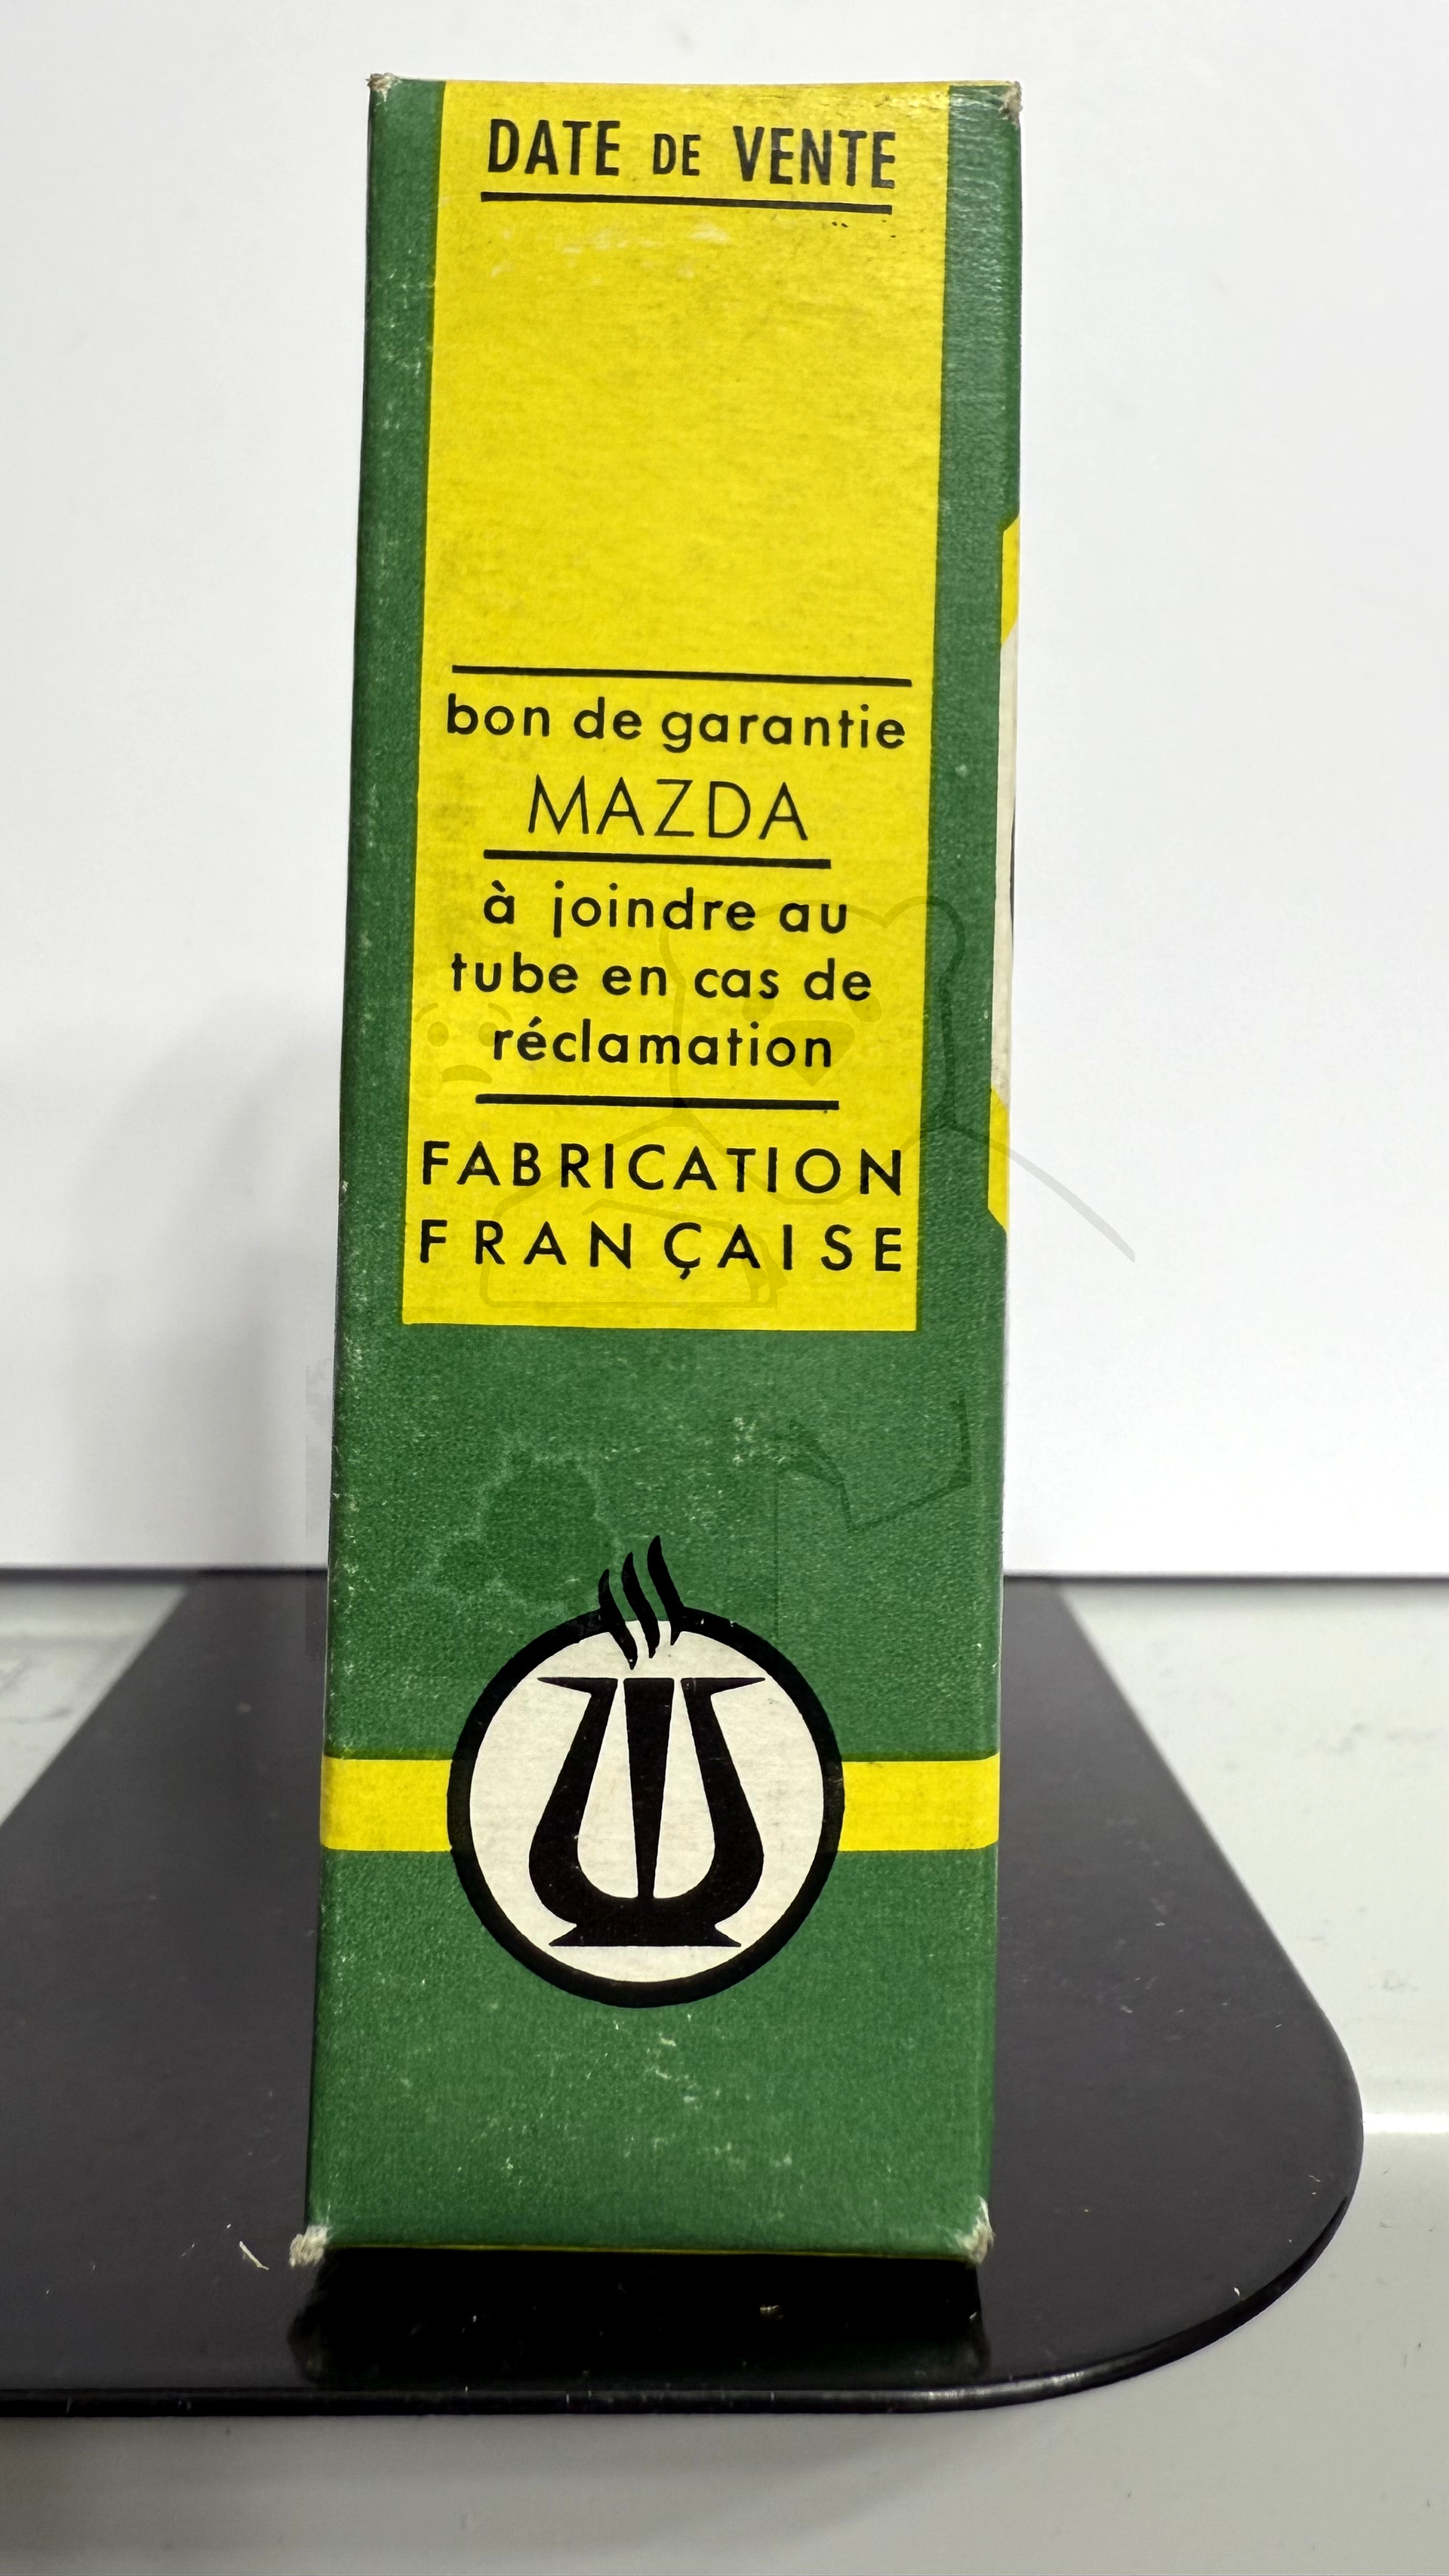 DATE DE VENTE
bon de garantie
MAZDA
à joindre au
tube en cas de
réclamation
FABRICATION
FRANÇAISE